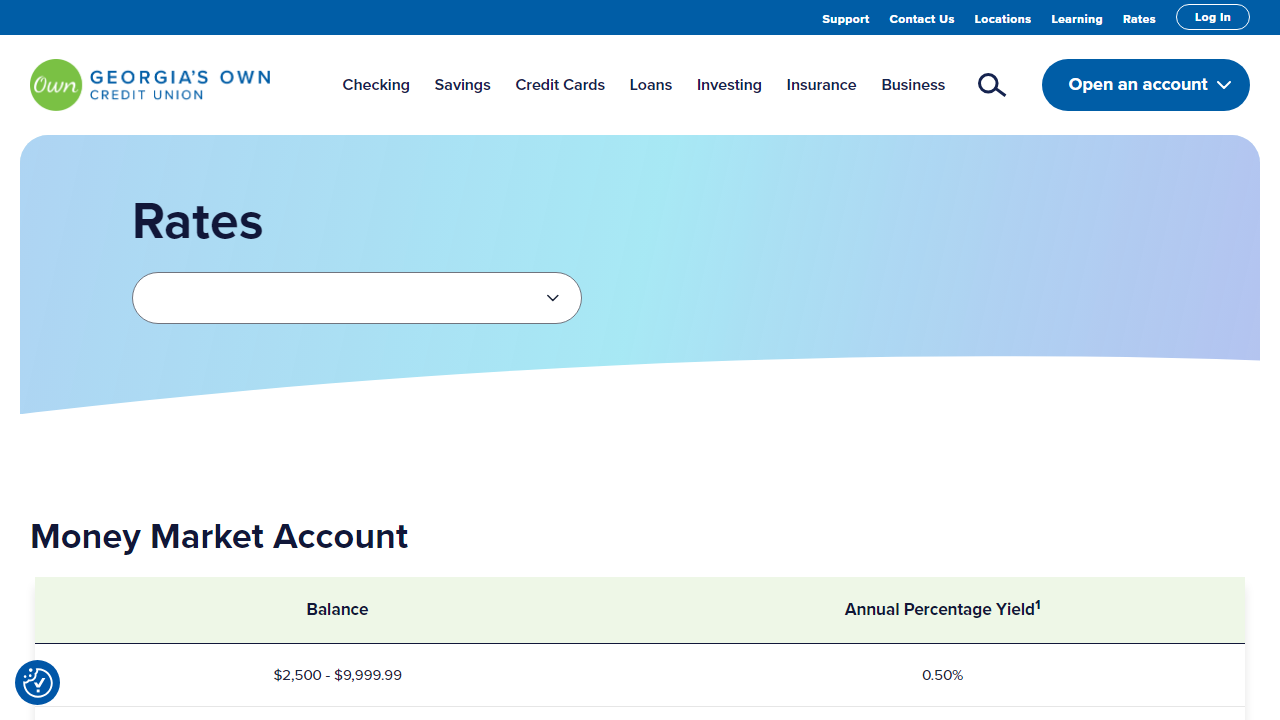 Support Contact Us Locations Learning Rates Log In
Own GEORGIA'S OWN
CREDIT UNION
Checking Savings Credit Cards Loans Investing Insurance Business Open an account
Rates
Money Market Account
Balance Annual Percentage Yield1
$2,500 - $9,999.99 0.50%